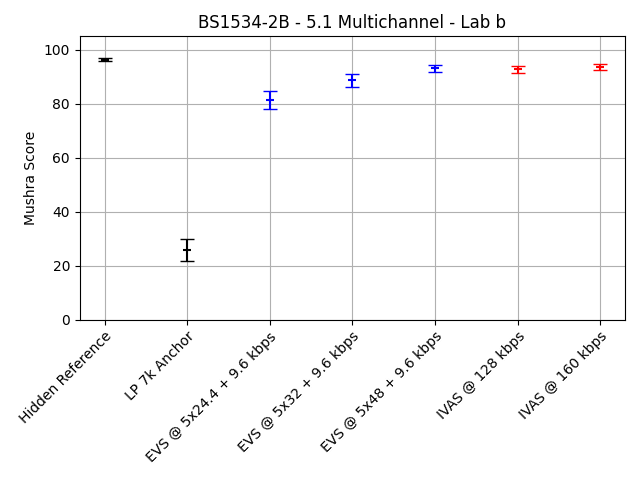 BS1534-2B - 5.1 Multichannel - Lab b
Mushra Score
100
80
60
40
20
0
Hidden Reference
LP 7k Anchor
EVS @ 5x24.4 + 9.6 kbps
EVS @ 5x32 + 9.6 kbps
EVS @ 5x48 + 9.6 kbps
IVAS @ 128 kbps
IVAS @ 160 kbps